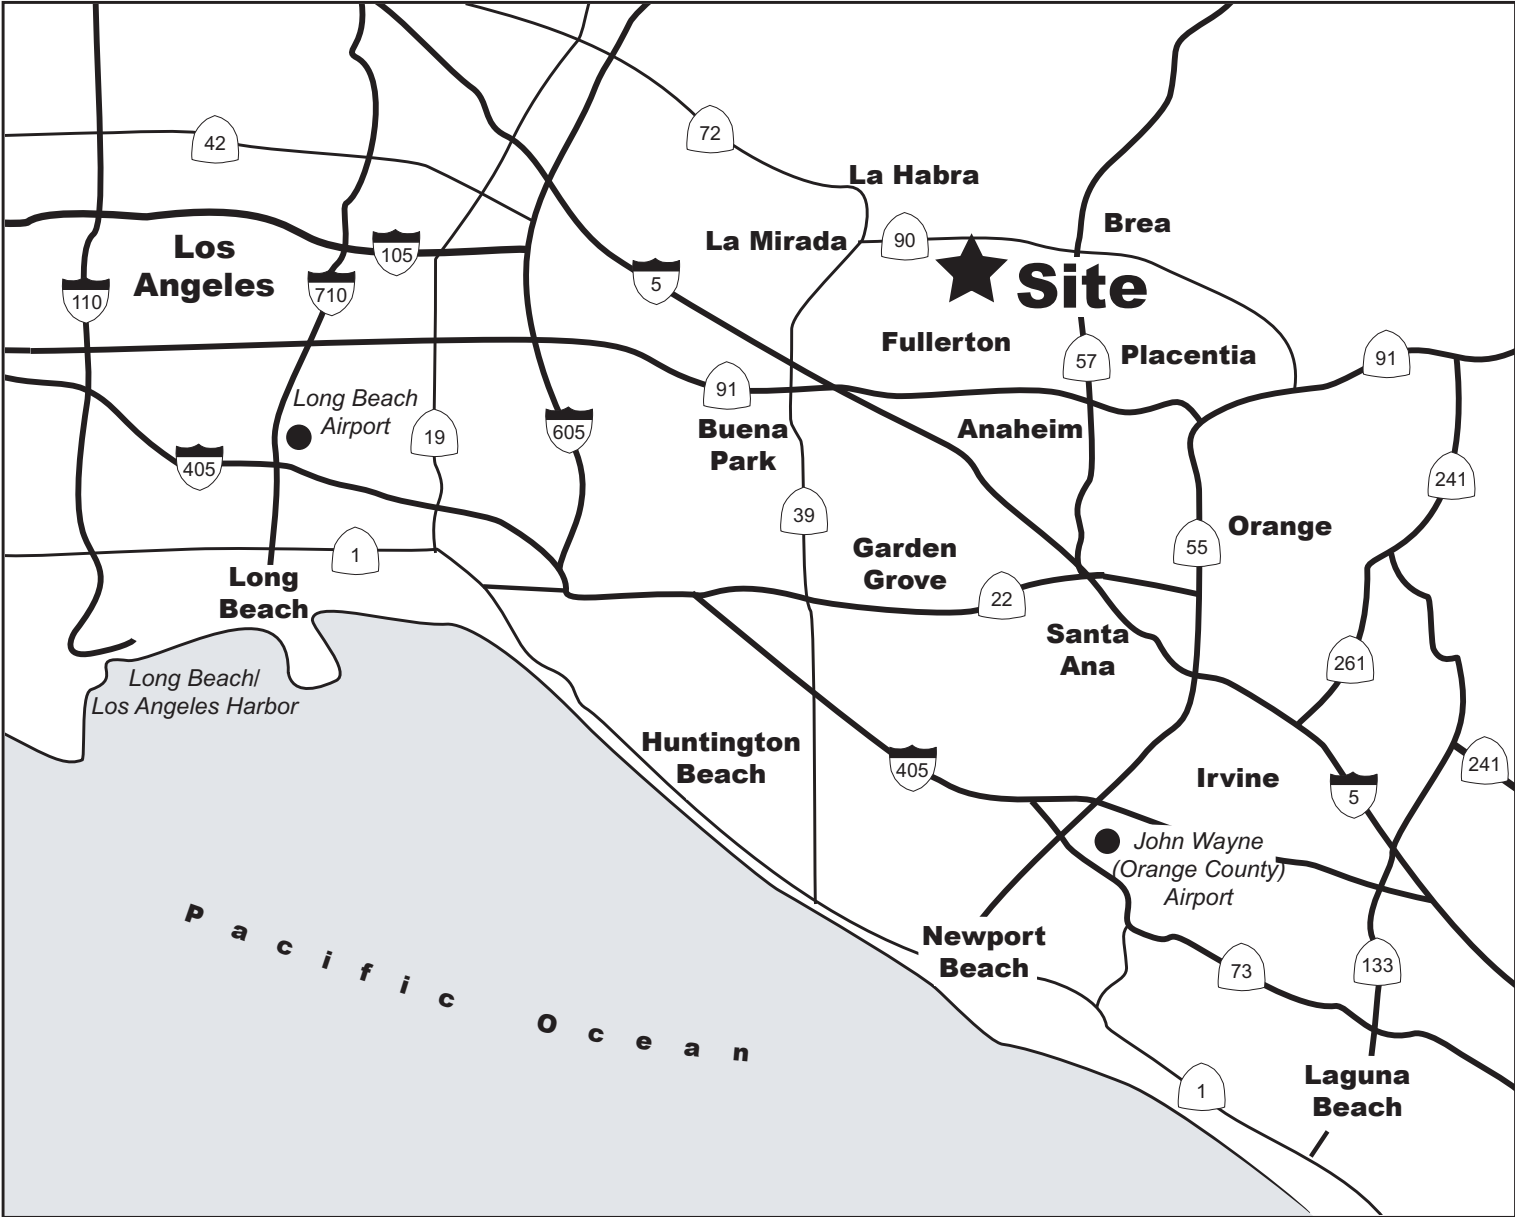 42
72
La Habra
Brea
La Mirada
90
Los
Angeles
105
5
Site
110
710
Fullerton
57
Placentia
91
91
Long Beach
Airport
19
605
Buena
Park
Anaheim
405
241
39
Orange
1
Garden
Grove
55
Long
Beach
22
Santa
Ana
261
Long Beach/
Los Angeles Harbor
Huntington
Beach
405
Irvine
241
5
John Wayne
(Orange County)
Airport
Pacific Ocean
Newport
Beach
73
133
Laguna
Beach
1